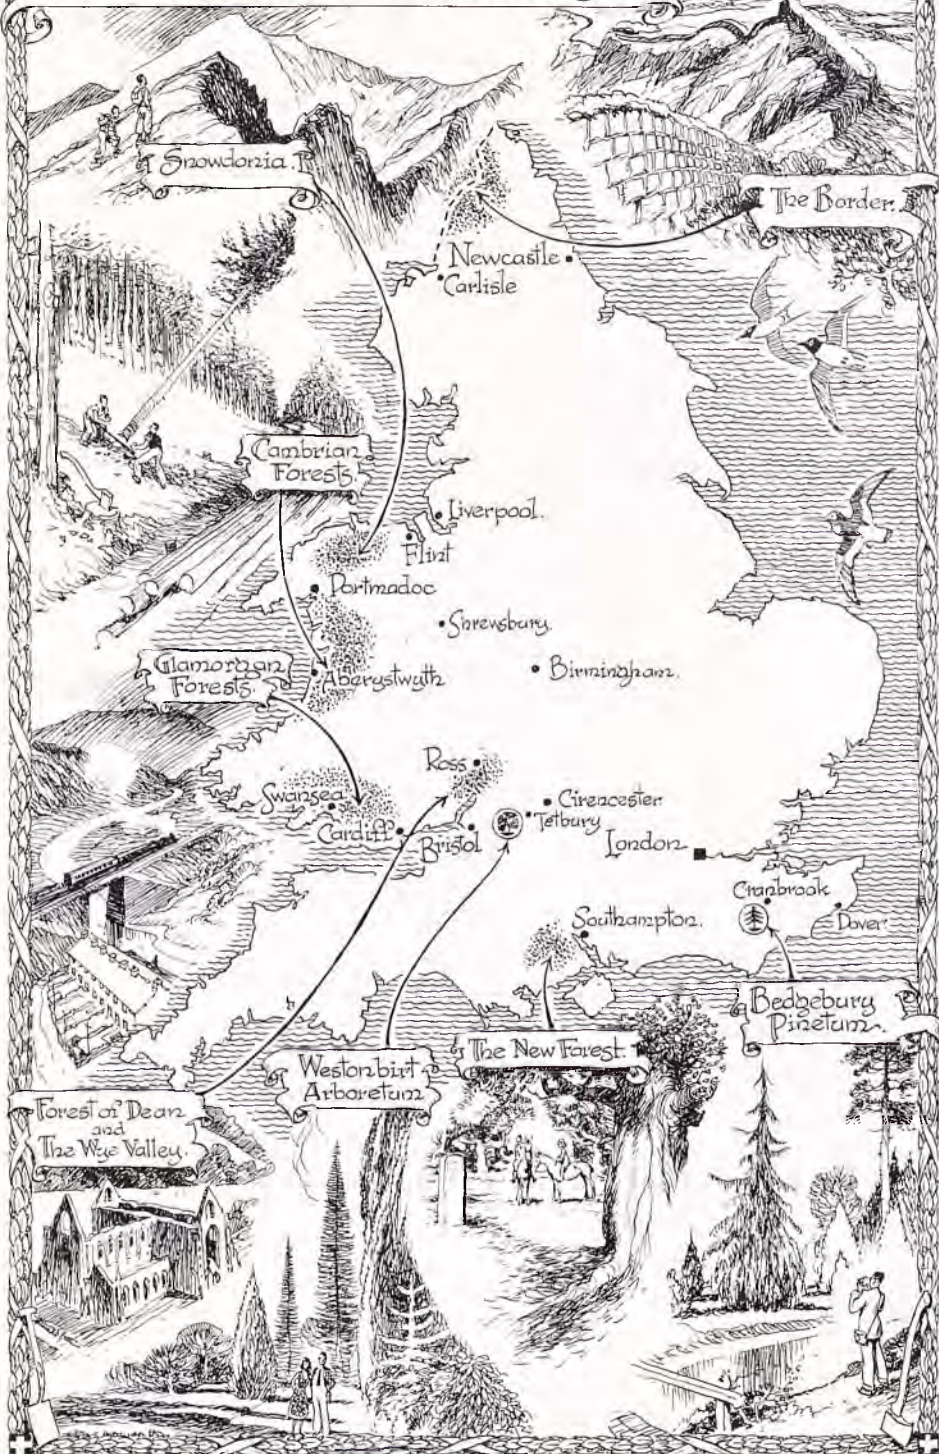 Snowdonia.
The Border.
Newcastle
Carlisle
Cambrian
Forests.
Liverpool.
Flint
Portmadoc
Shrewsbury.
Birmingham.
Glamorgan
Forests.
Aberystwyth
Ross
Swansea
Cardiff
Bristol
Cirencester
Tetbury
London
Cranbrook
Dover
Southampton.
Bedgebury
Pinetum.
The New Forest.
Westonbirt
Arboretum
Forest of Dean
and
The Wye Valley.